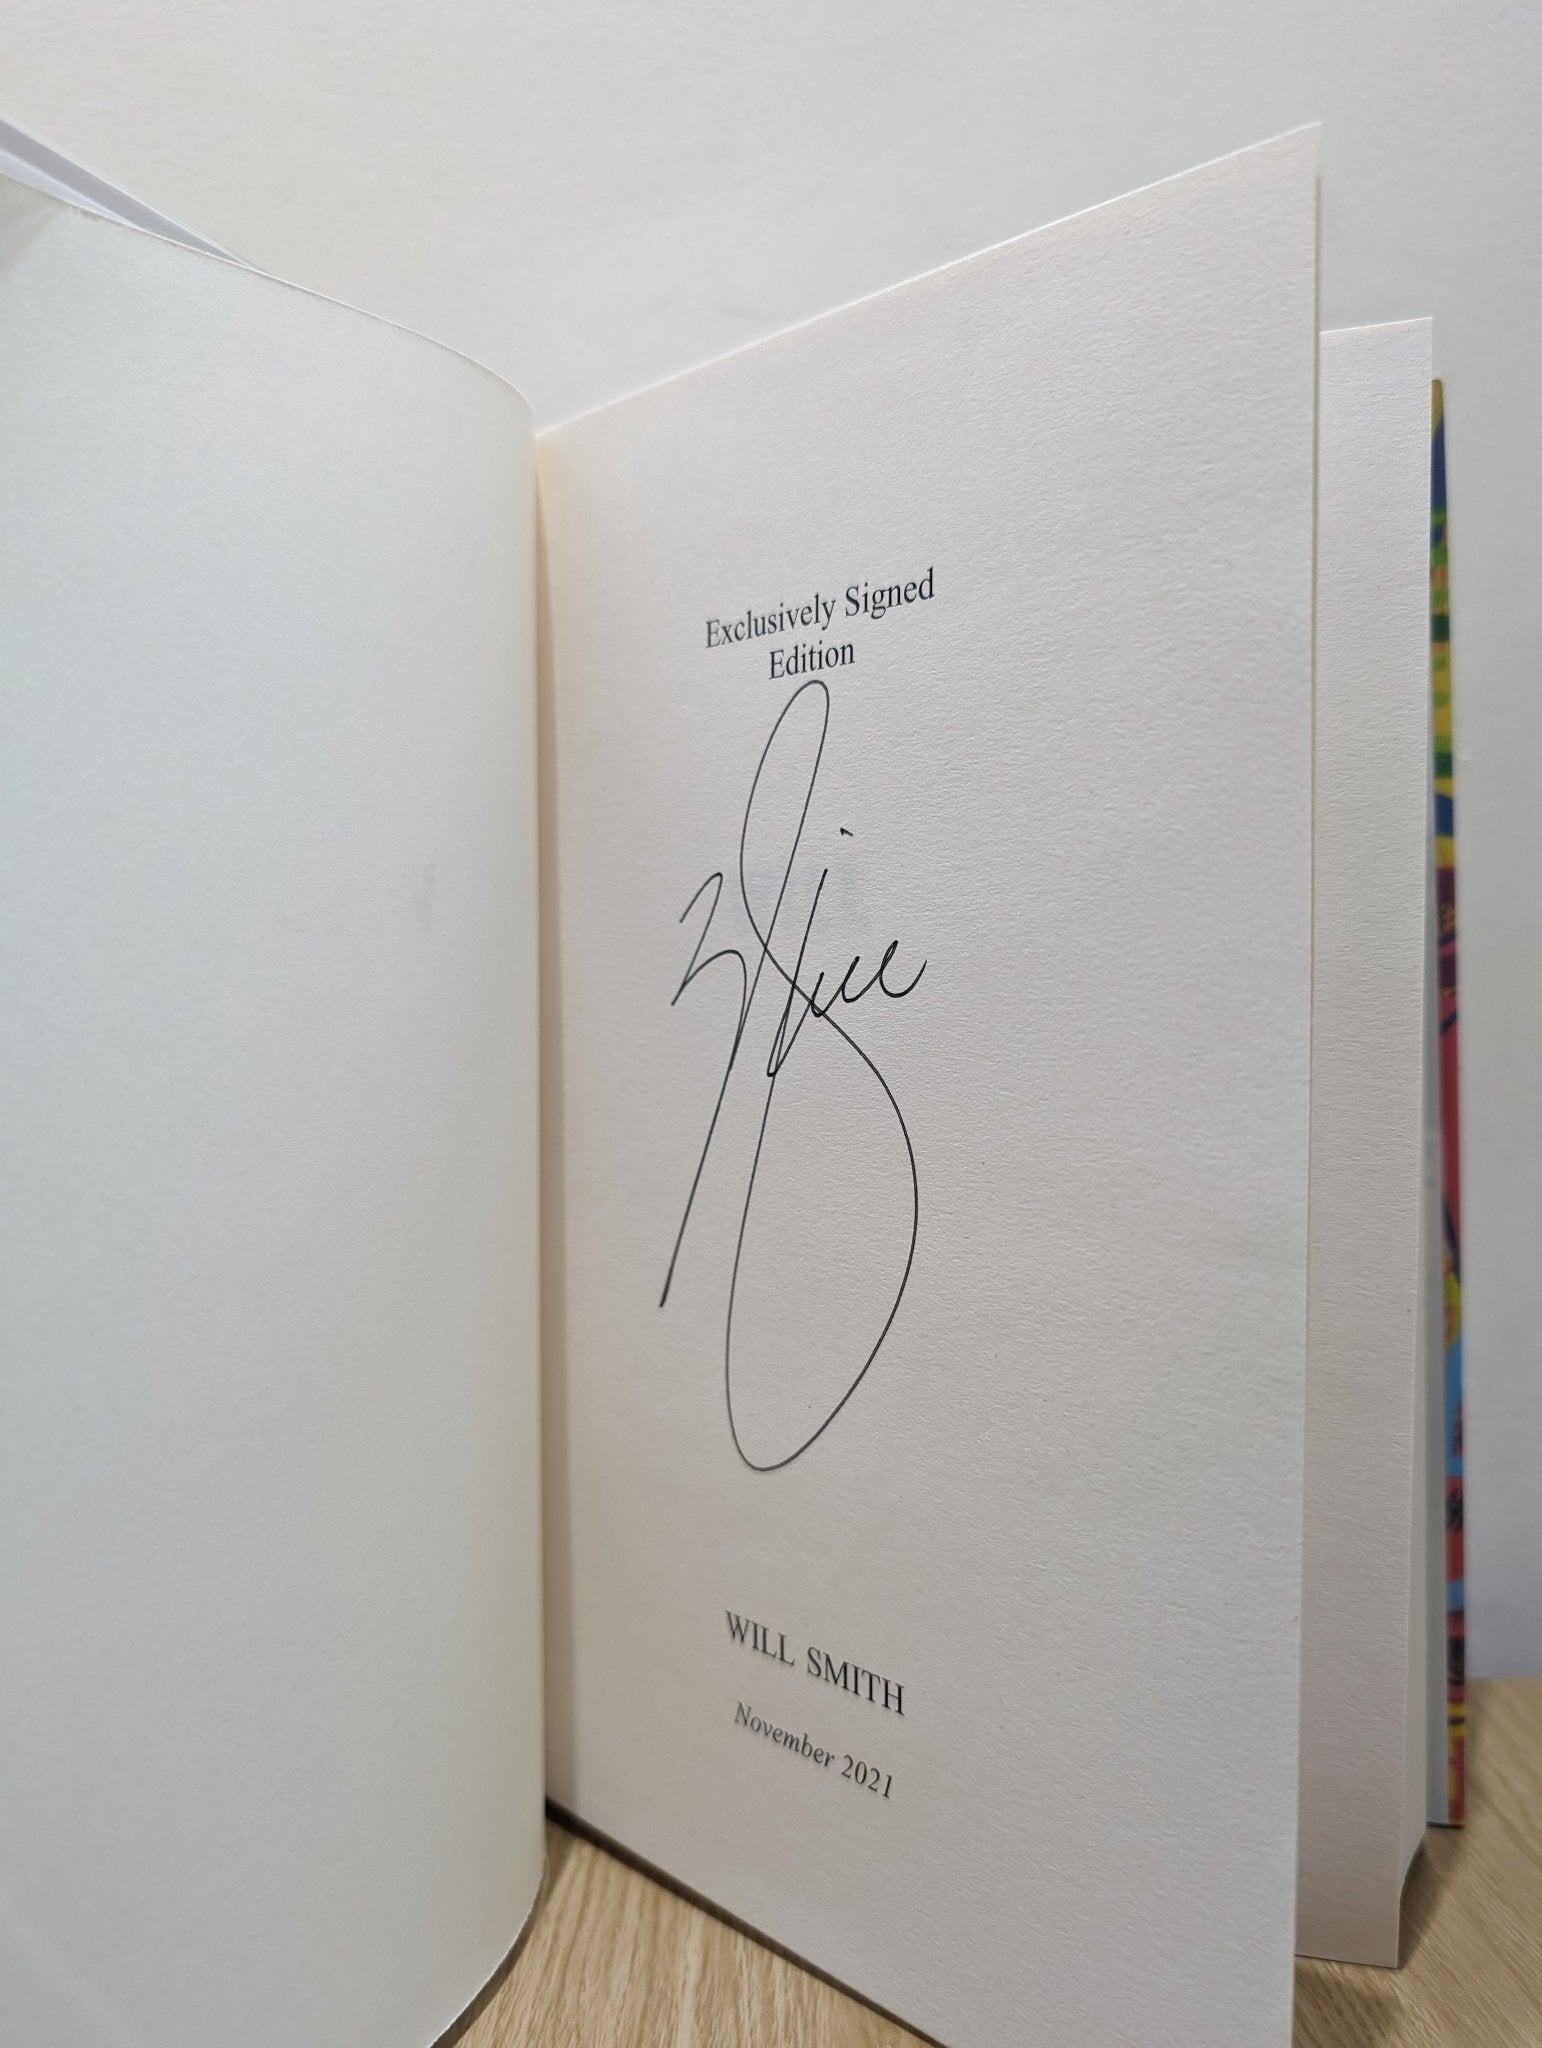 Exclusively Signed
Edition
WILL SMITH
November 2021